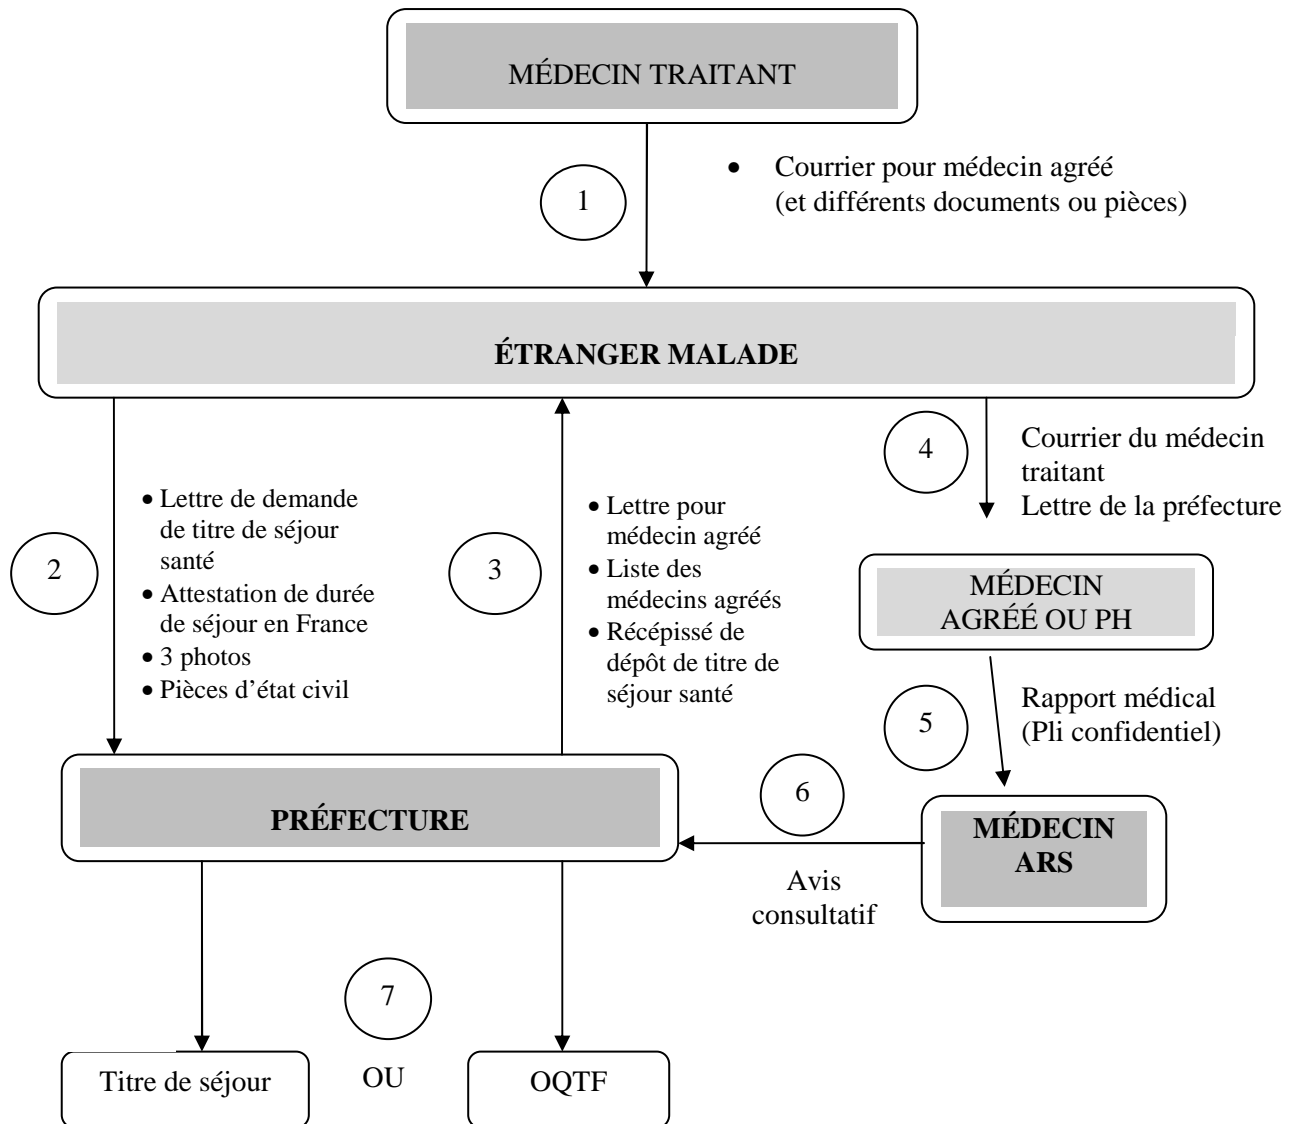 MÉDECIN TRAITANT
1
• Courrier pour médecin agréé
(et différents documents ou pièces)
ÉTRANGER MALADE
2
• Lettre de demande
de titre de séjour
santé
• Attestation de durée
de séjour en France
• 3 photos
• Pièces d’état civil
3
• Lettre pour
médecin agréé
• Liste des
médecins agréés
• Récépissé de
dépôt de titre de
séjour santé
4
Courrier du médecin
traitant
Lettre de la préfecture
MÉDECIN
AGRÉÉ OU PH
5
Rapport médical
(Pli confidentiel)
MÉDECIN
ARS
6
Avis
consultatif
PRÉFECTURE
7
Titre de séjour
OU
OQTF